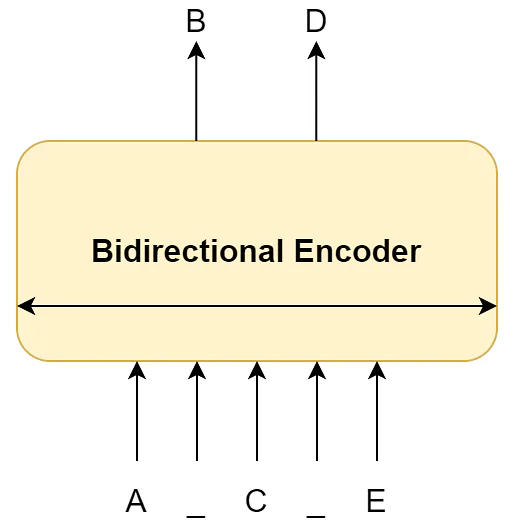 B D
Bidirectional Encoder
A _ C _ E